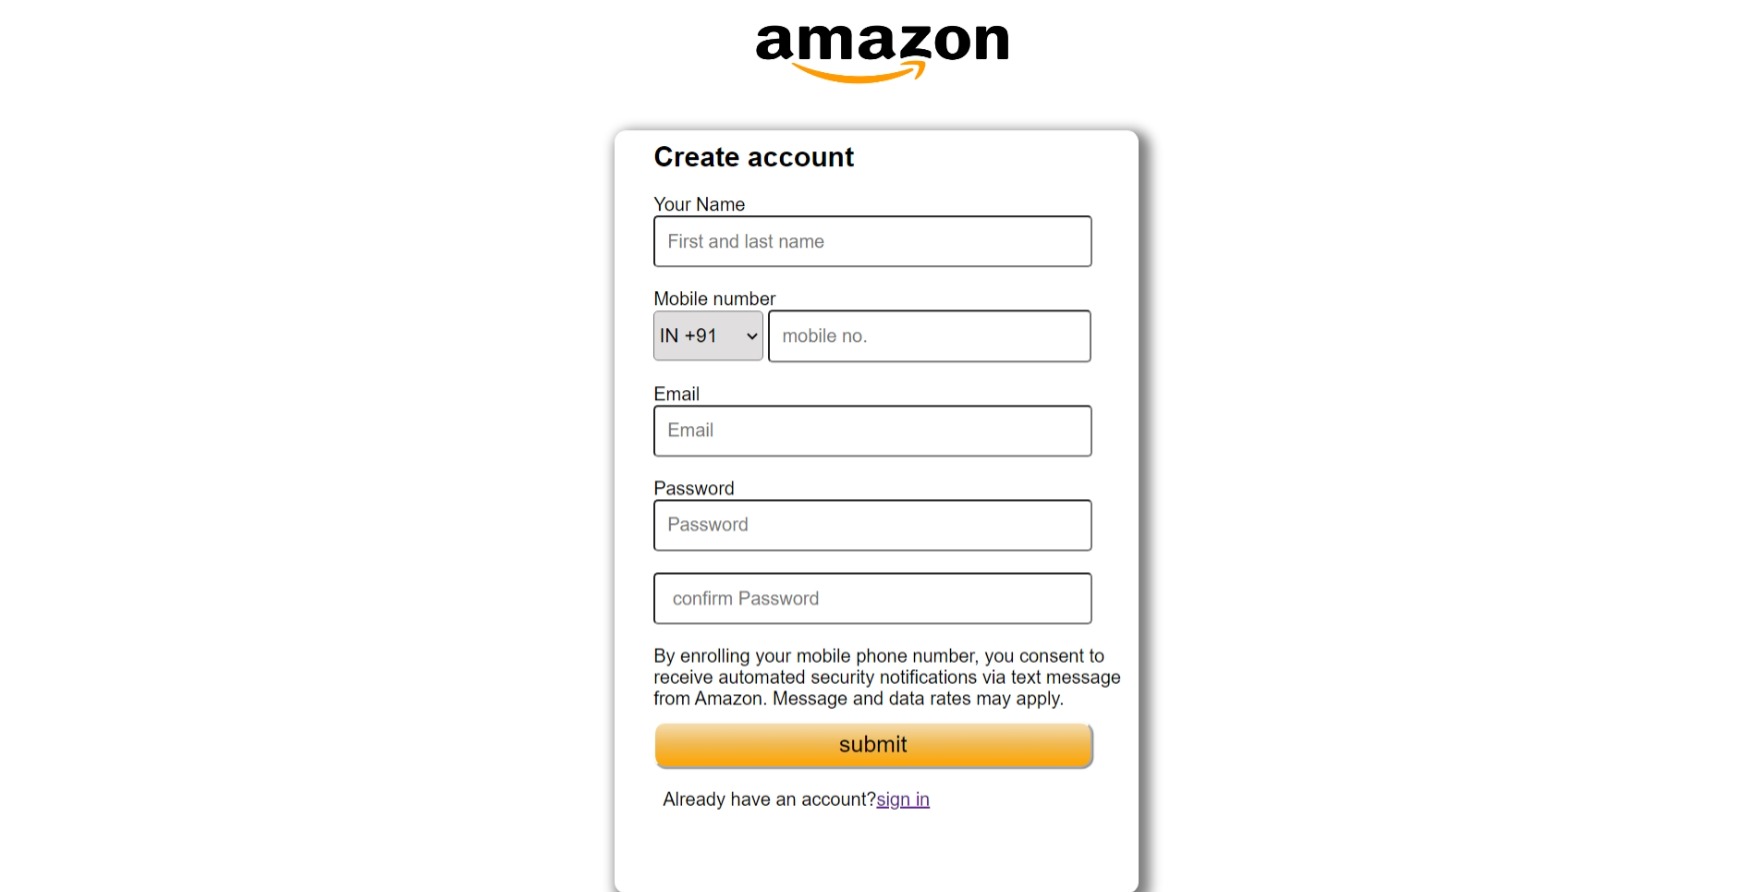 amazon
Create account
Your Name
First and last name
Mobile number
IN +91 mobile no.
Email
Email
Password
Password
confirm Password
By enrolling your mobile phone number, you consent to
receive automated security notifications via text message
from Amazon. Message and data rates may apply.
submit
Already have an account?sign in